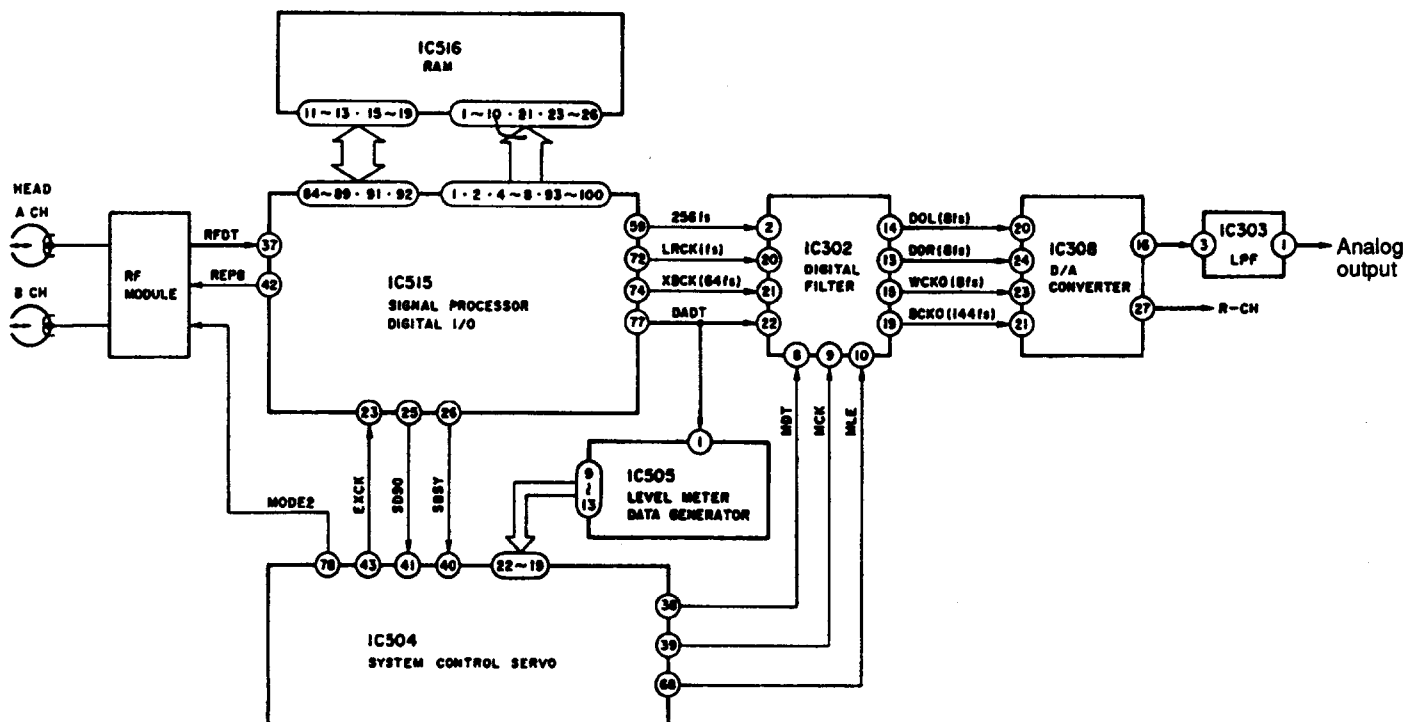 IC516
RAM
11~13 · 15~19
1~10 · 21 · 23~26
84~89 · 91 · 92
1 · 2 · 4~8 · 93~100
HEAD
A CH
B CH
RF
MODULE
RFDT
37
REPB
42
IC515
SIGNAL PROCESSOR
DIGITAL I/O
59
256fs
2
72
LRCK(fs)
20
74
XBCK(64fs)
21
77
DADT
22
IC302
DIGITAL
FILTER
14
DOL(8fs)
20
13
DOR(8fs)
24
15
WCKO(8fs)
23
19
BCKO(144fs)
21
IC308
D/A
CONVERTER
16
27
R-CH
3
IC303
LPF
1
Analog
output
8
9
10
MDT
MCK
MLE
23
25
26
EXCK
SDSO
SBSY
MODE2
1
9
~
13
IC505
LEVEL METER
DATA GENERATOR
78
43
41
40
22~19
38
39
68
IC504
SYSTEM CONTROL SERVO